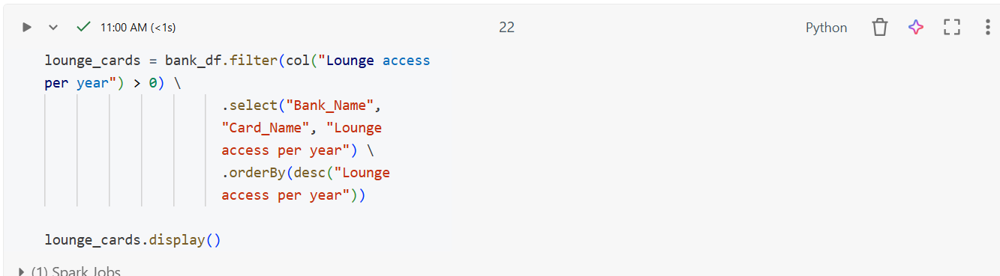 11:00 AM (<1s)
22
Python
lounge_cards = bank_df.filter(col("Lounge access
per year") > 0) \
.select("Bank_Name",
"Card_Name", "Lounge
access per year") \
.orderBy(desc("Lounge
access per year"))
lounge_cards.display()
(1) Spark Jobs